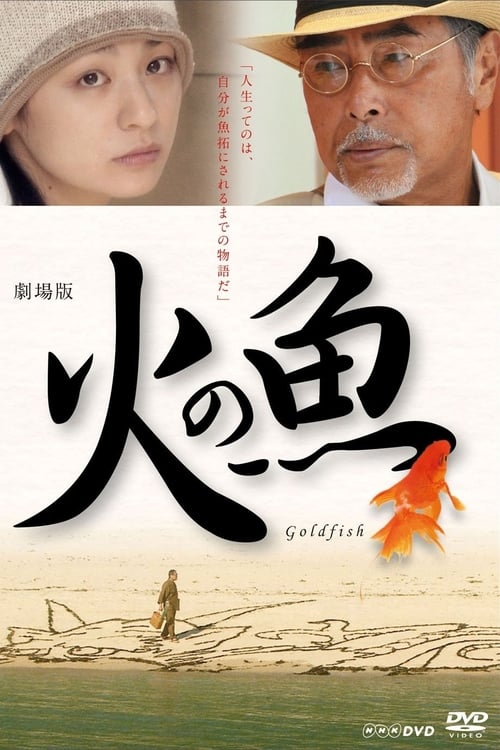 「人生ってのは、
自分が魚拓にされるまでの物語だ」
劇場版
火の魚
Goldfish
NHK DVD
DVD
VIDEO